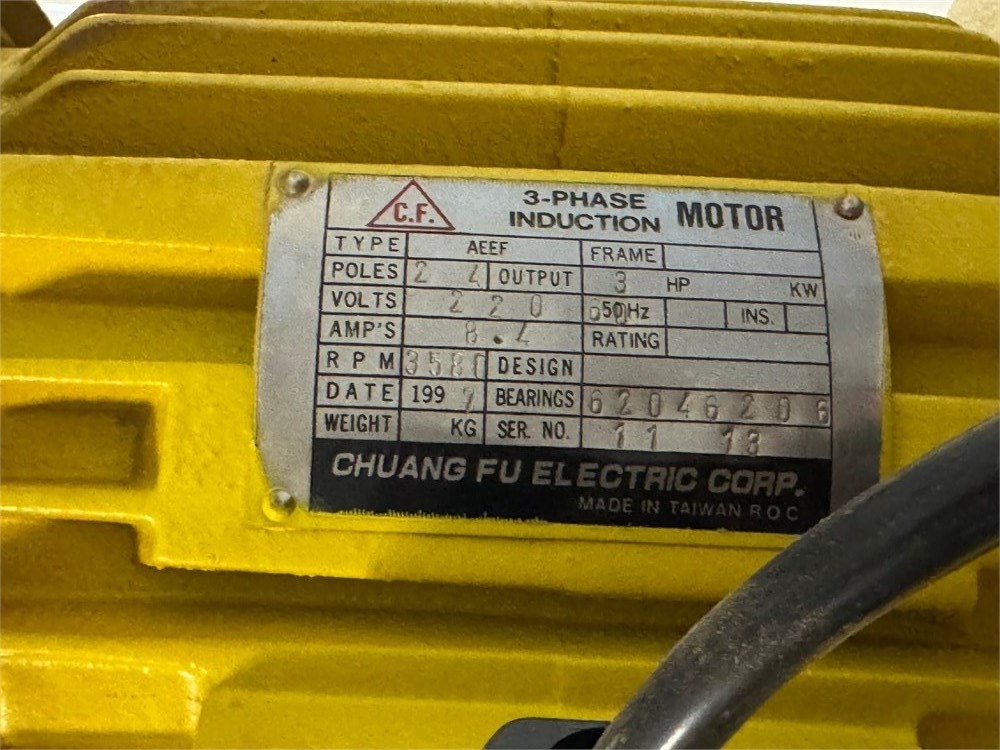 C.F. 3-PHASE INDUCTION MOTOR
TYPE AEEF FRAME
POLES 2 4 OUTPUT 3 HP KW
VOLTS 220 50Hz INS.
AMP'S 8.4 RATING
RPM 3580 DESIGN
DATE 1997 BEARINGS 6204 6206
WEIGHT KG SER. NO. 11 13
CHUANG FU ELECTRIC CORP.
MADE IN TAIWAN R O C